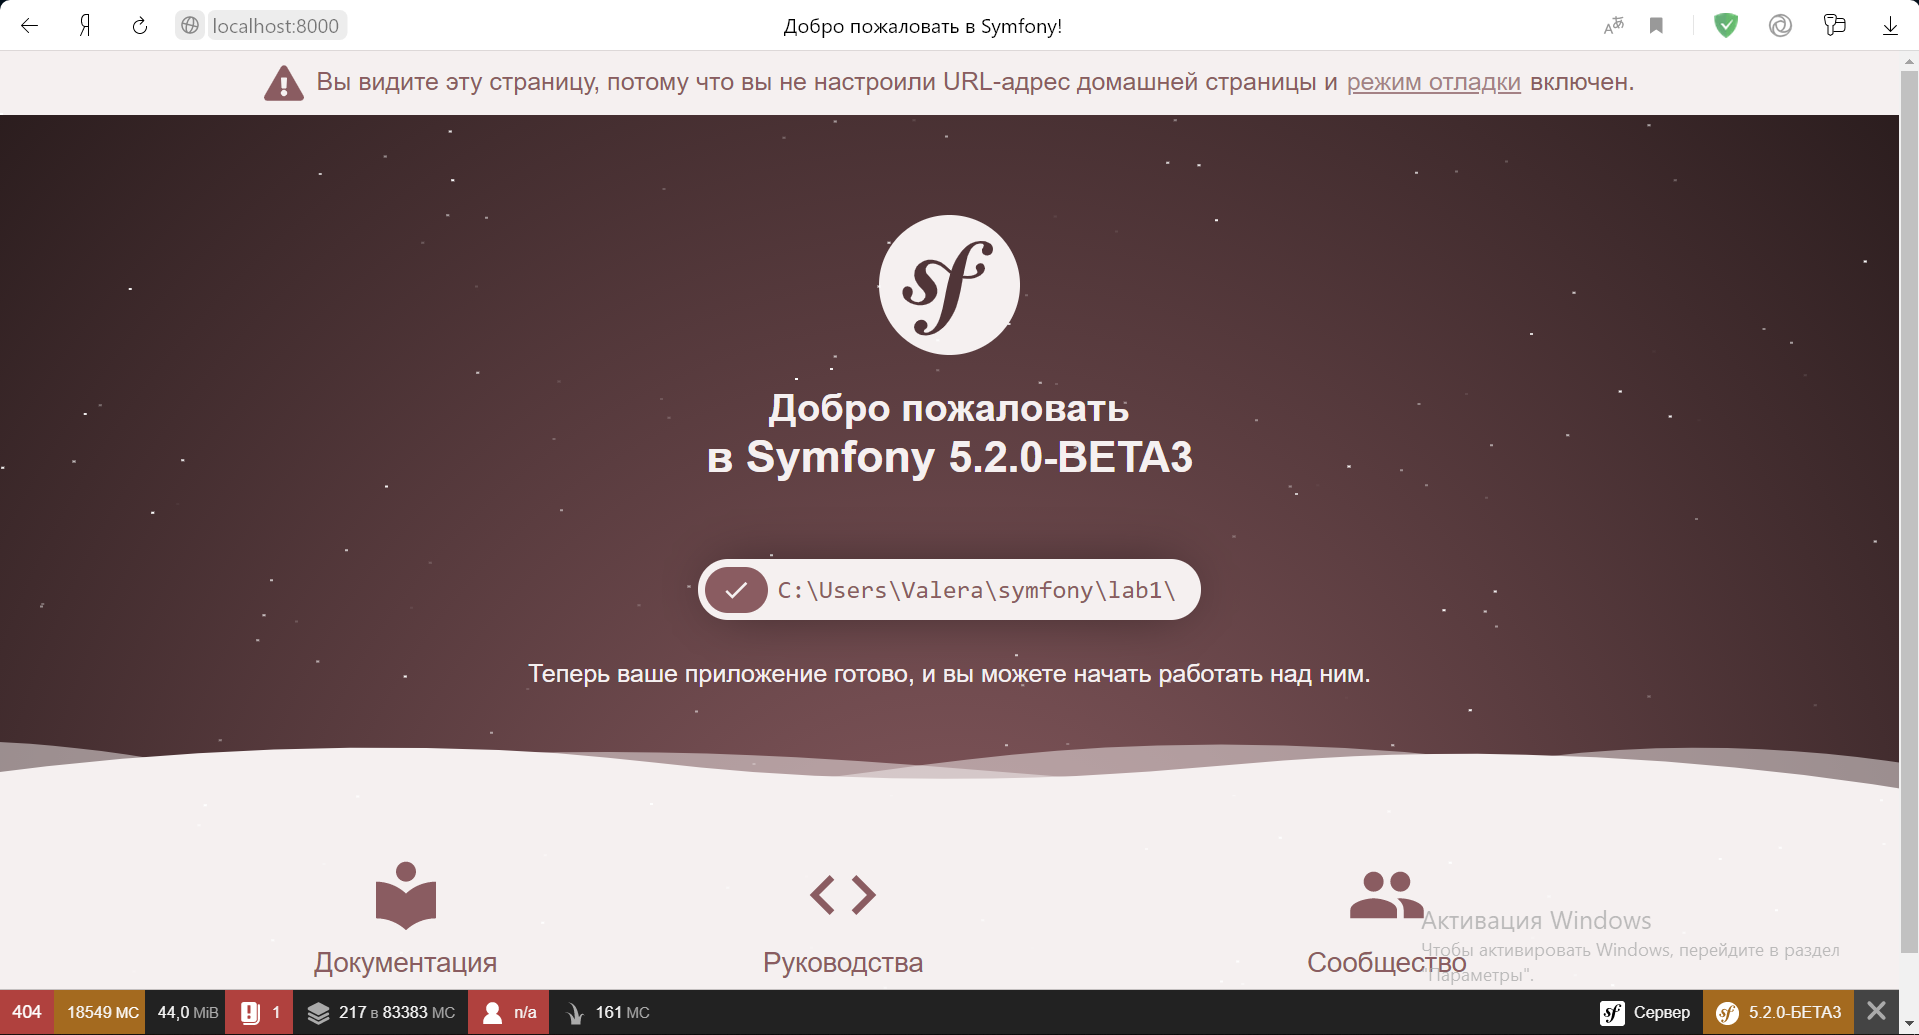 localhost:8000
Добро пожаловать в Symfony!
Вы видите эту страницу, потому что вы не настроили URL-адрес домашней страницы и режим отладки включен.
sf
Добро пожаловать
в Symfony 5.2.0-BETA3
C:\Users\Valera\symfony\lab1\
Теперь ваше приложение готово, и вы можете начать работать над ним.
Документация
Руководства
Сообщество
Активация Windows
Чтобы активировать Windows, перейдите в раздел
"Параметры".
404 18549 МС 44,0 MiB 1 217 в 83383 МС n/a 161 МС sf Сервер sf 5.2.0-БЕТА3